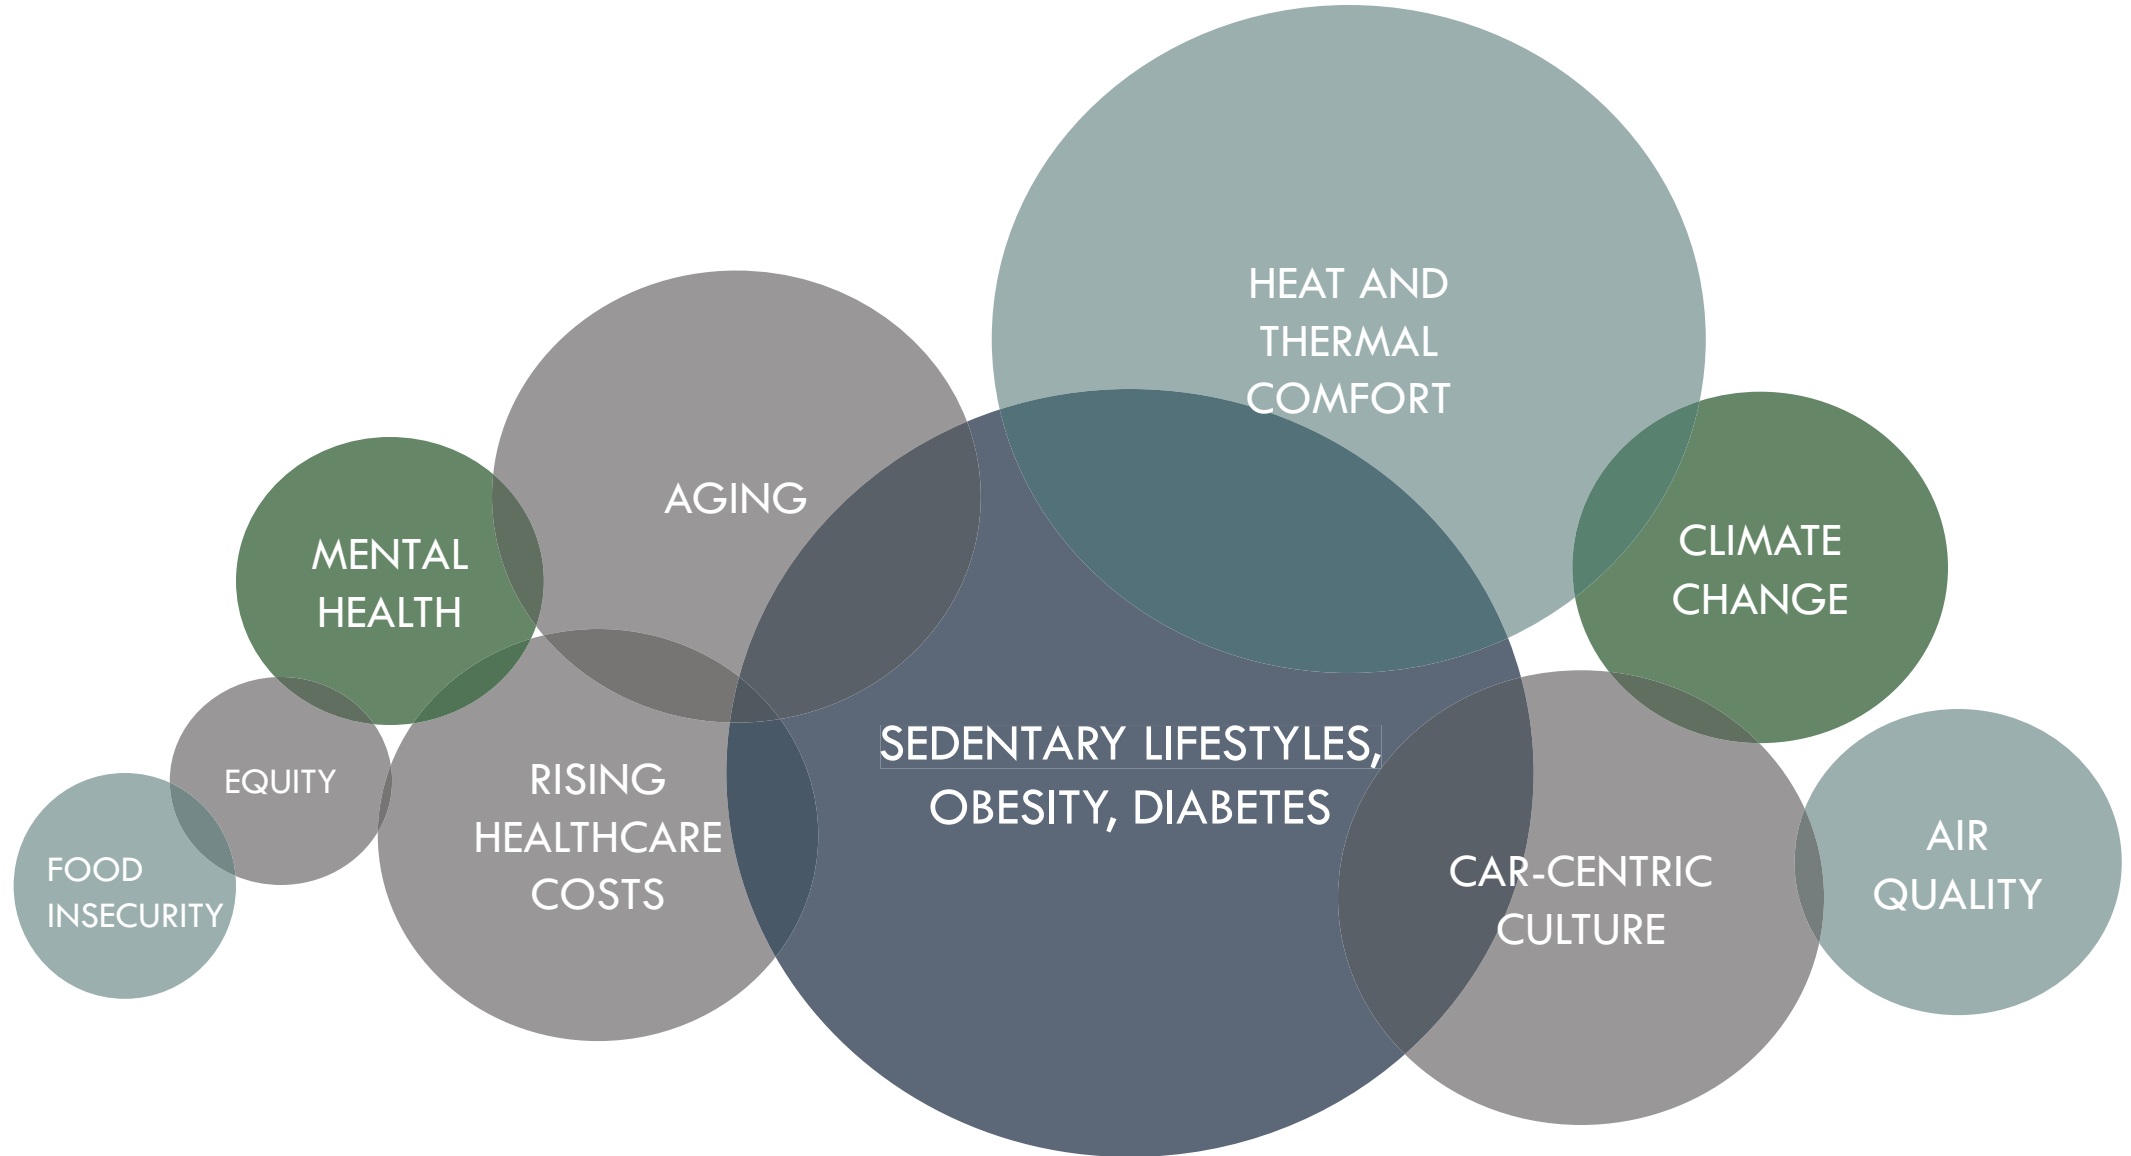 HEAT AND
THERMAL
COMFORT
AGING
MENTAL
HEALTH
CLIMATE
CHANGE
SEDENTARY LIFESTYLES,
OBESITY, DIABETES
EQUITY
RISING
HEALTHCARE
COSTS
FOOD
INSECURITY
CAR-CENTRIC
CULTURE
AIR
QUALITY